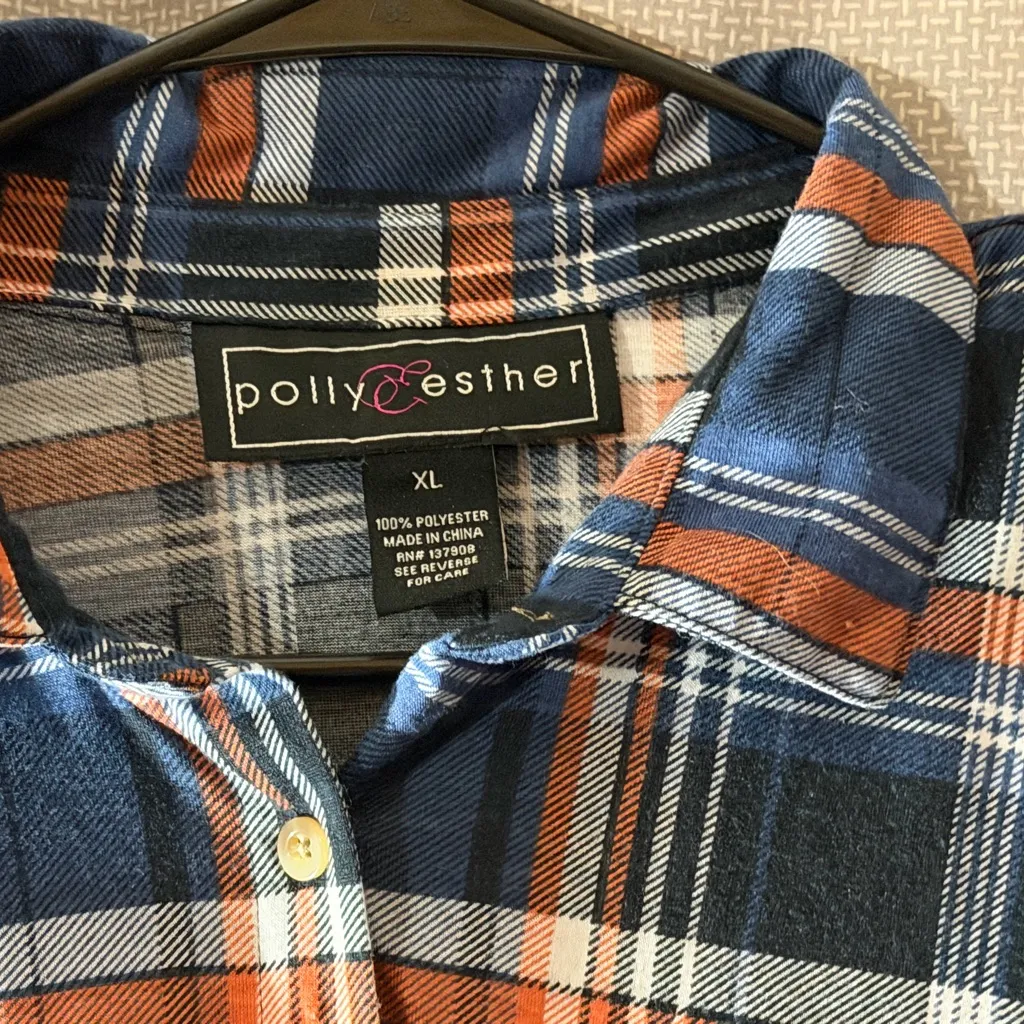 polly & esther
XL
100% POLYESTER
MADE IN CHINA
RN# 137908
SEE REVERSE
FOR CARE